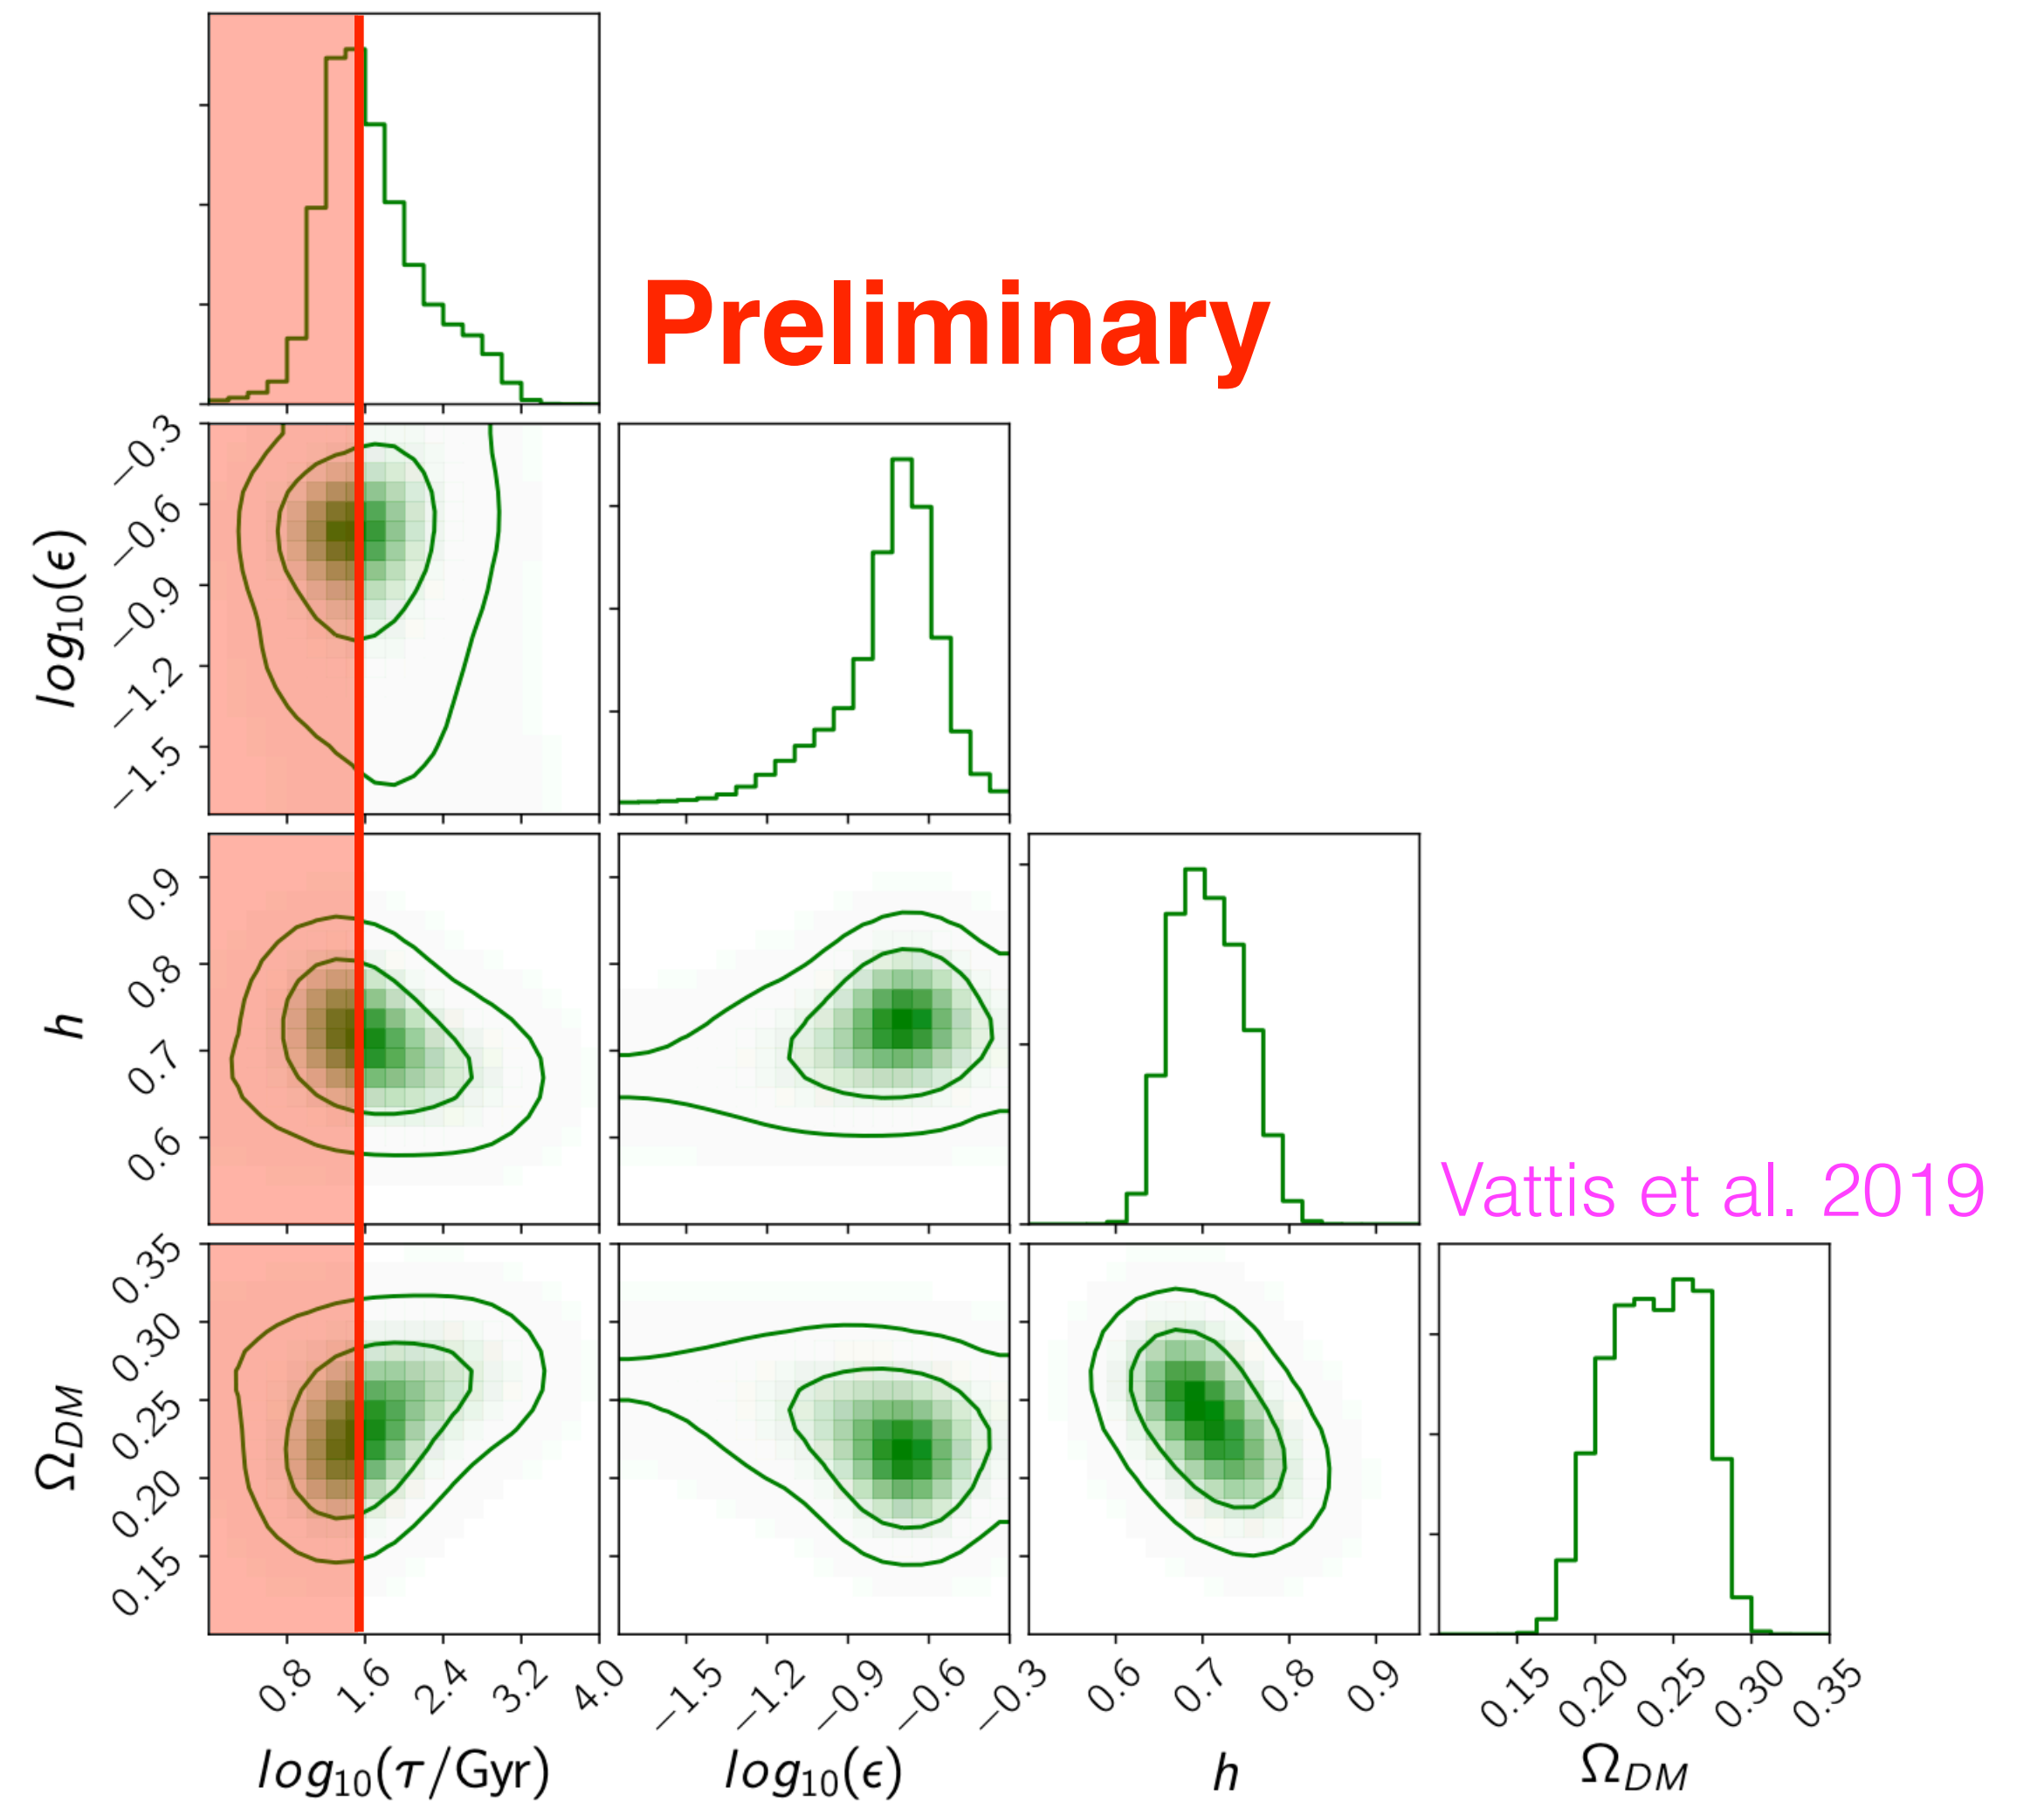 Preliminary
log₁₀(ϵ)
−0.3
−0.6
−0.9
−1.2
−1.5
h
0.9
0.8
0.7
0.6
Vattis et al. 2019
Ω_DM
0.35
0.30
0.25
0.20
0.15
0.8 1.6 2.4 3.2 4.0
−1.5 −1.2 −0.9 −0.6 −0.3
0.6 0.7 0.8 0.9
0.15 0.20 0.25 0.30 0.35
log₁₀(τ/Gyr)
log₁₀(ϵ)
h
Ω_DM